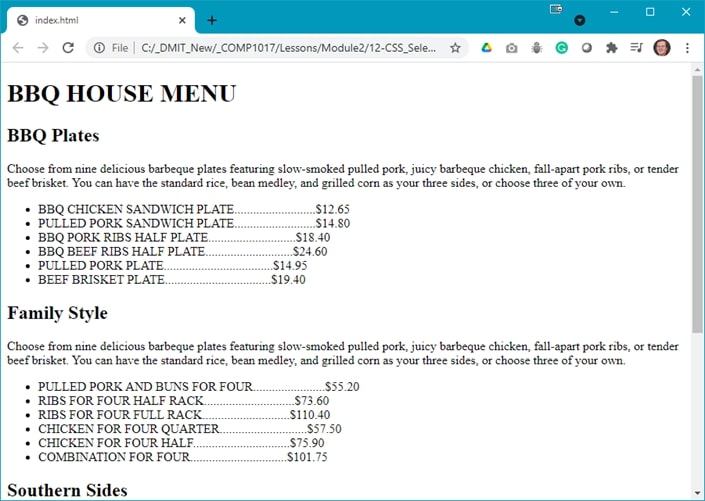 index.html
File | C:/_DMIT_New/_COMP1017/Lessons/Module2/12-CSS_Sele...
BBQ HOUSE MENU
BBQ Plates
Choose from nine delicious barbeque plates featuring slow-smoked pulled pork, juicy barbeque chicken, fall-apart pork ribs, or tender
beef brisket. You can have the standard rice, bean medley, and grilled corn as your three sides, or choose three of your own.
• BBQ CHICKEN SANDWICH PLATE...........................$12.65
• PULLED PORK SANDWICH PLATE...........................$14.80
• BBQ PORK RIBS HALF PLATE.............................$18.40
• BBQ BEEF RIBS HALF PLATE.............................$24.60
• PULLED PORK PLATE....................................$14.95
• BEEF BRISKET PLATE...................................$19.40
Family Style
Choose from nine delicious barbeque plates featuring slow-smoked pulled pork, juicy barbeque chicken, fall-apart pork ribs, or tender
beef brisket. You can have the standard rice, bean medley, and grilled corn as your three sides, or choose three of your own.
• PULLED PORK AND BUNS FOR FOUR........................$55.20
• RIBS FOR FOUR HALF RACK..............................$73.60
• RIBS FOR FOUR FULL RACK.............................$110.40
• CHICKEN FOR FOUR QUARTER.............................$57.50
• CHICKEN FOR FOUR HALF................................$75.90
• COMBINATION FOR FOUR................................$101.75
Southern Sides